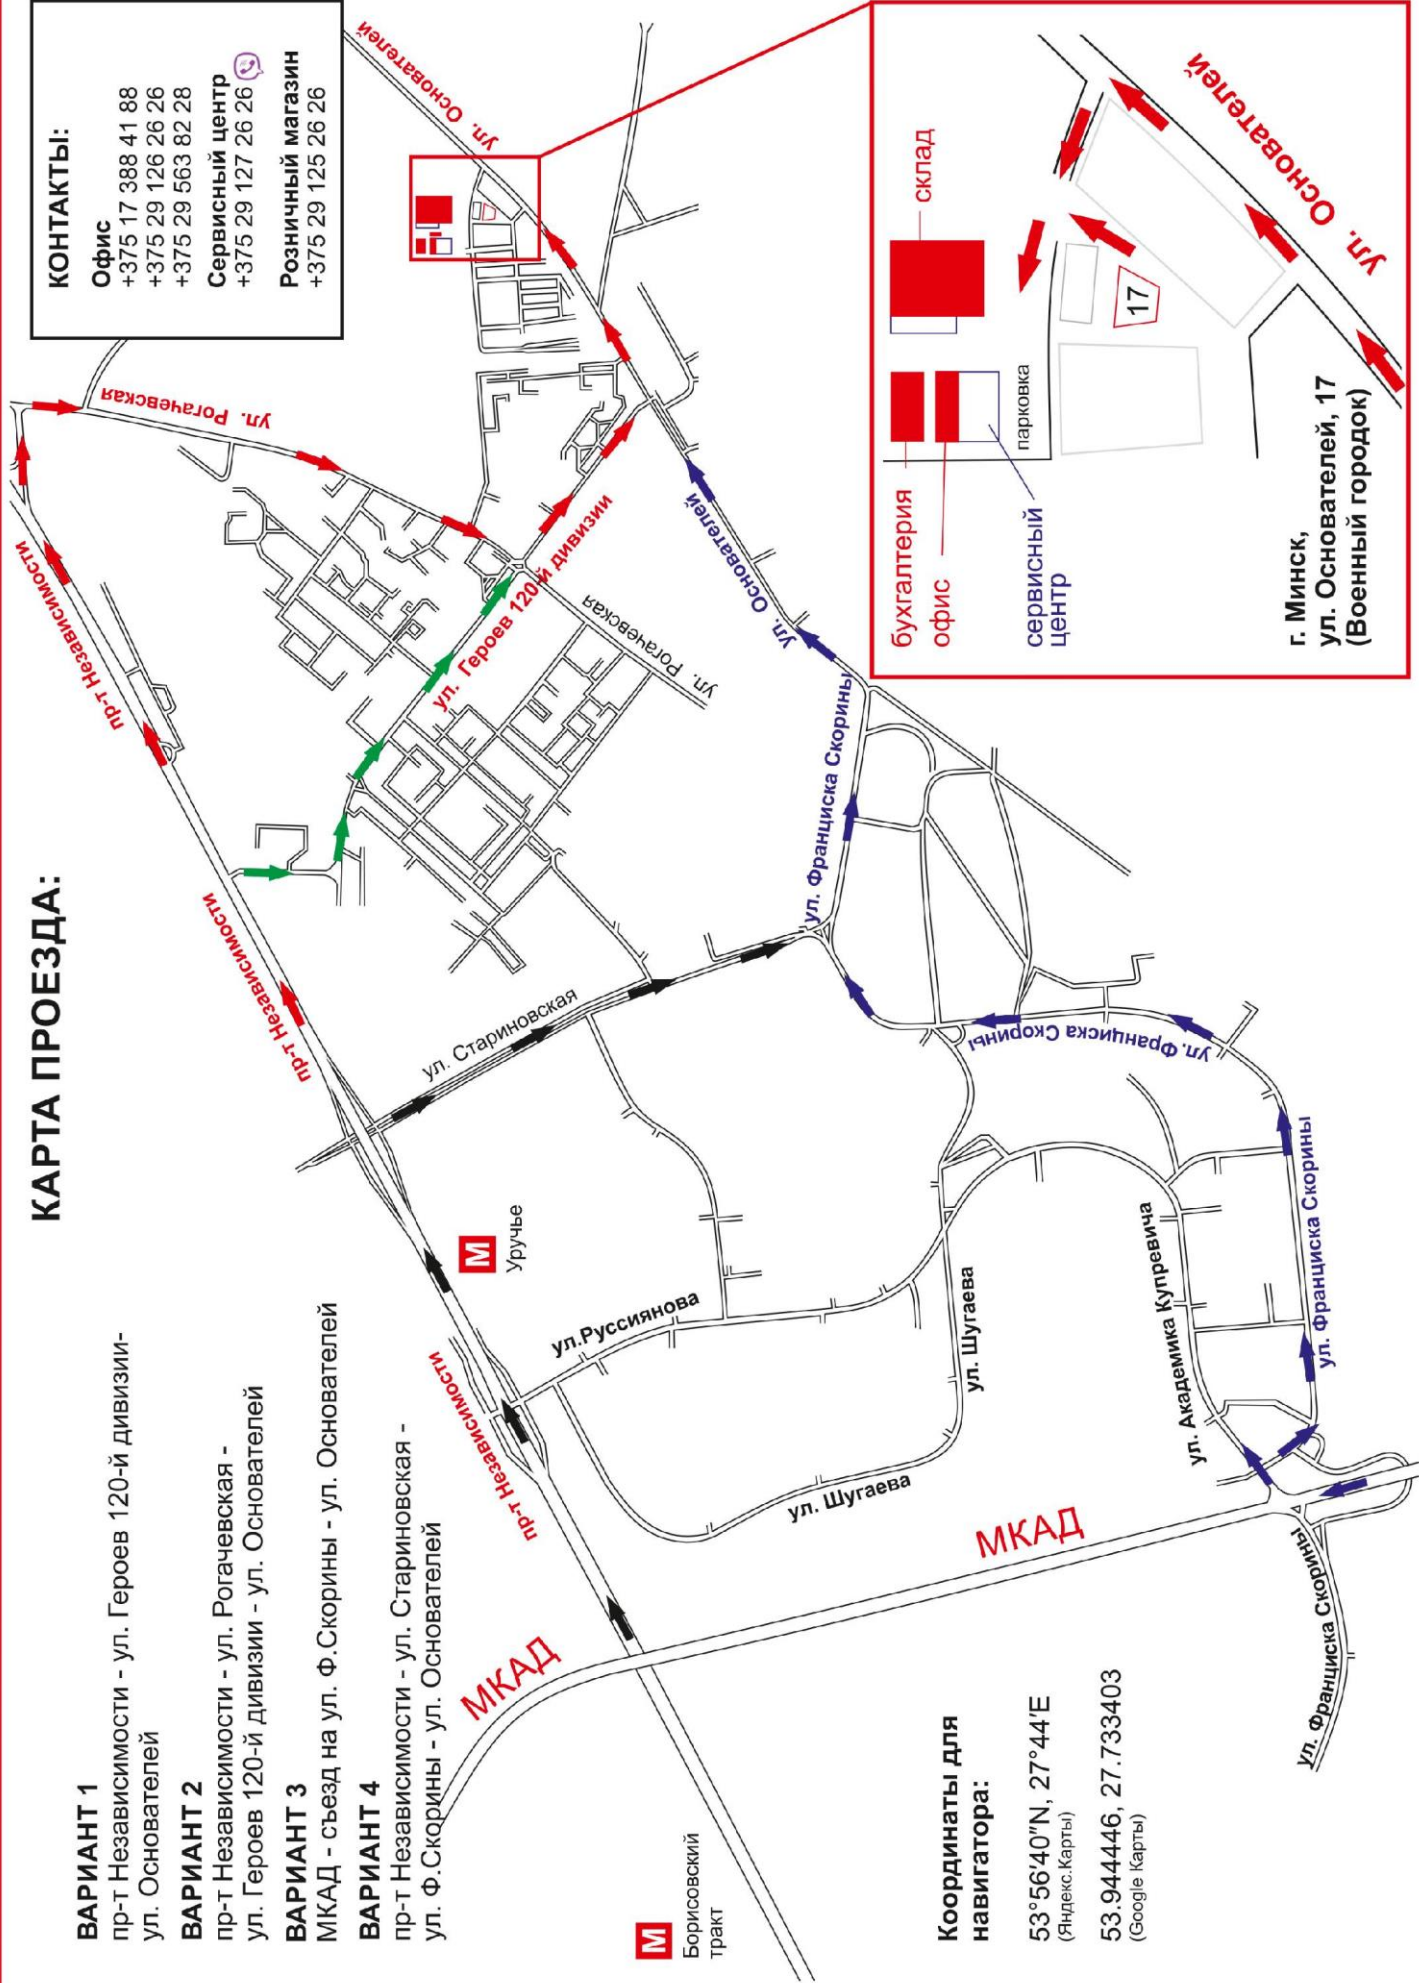 КАРТА ПРОЕЗДА:
ВАРИАНТ 1
пр-т Независимости - ул. Героев 120-й дивизии-
ул. Основателей
ВАРИАНТ 2
пр-т Независимости - ул. Рогачевская -
ул. Героев 120-й дивизии - ул. Основателей
ВАРИАНТ 3
МКАД - съезд на ул. Ф.Скорины - ул. Основателей
ВАРИАНТ 4
пр-т Независимости - ул. Стариновская -
ул. Ф.Скорины - ул. Основателей
КОНТАКТЫ:
Офис
+375 17 388 41 88
+375 29 126 26 26
+375 29 563 82 28
Сервисный центр
+375 29 127 26 26
Розничный магазин
+375 29 125 26 26
пр-т Независимости
пр-т Независимости
пр-т Независимости
ул. Рогачевская
ул. Основателей
ул. Героев 120-й дивизии
ул. Рогачевская
ул. Основателей
ул. Стариновская
М
Уручье
ул.Руссиянова
ул. Франциска Скорины
ул. Франциска Скорины
ул. Шугаева
ул. Шугаева
ул. Академика Купревича
ул. Франциска Скорины
ул. Франциска Скорины
МКАД
МКАД
М
Борисовский
тракт
Координаты для
навигатора:
53°56'40"N, 27°44'E
(Яндекс.Карты)
53.944446, 27.733403
(Google Карты)
бухгалтерия
офис
сервисный
центр
склад
парковка
17
ул. Основателей
г. Минск,
ул. Основателей, 17
(Военный городок)